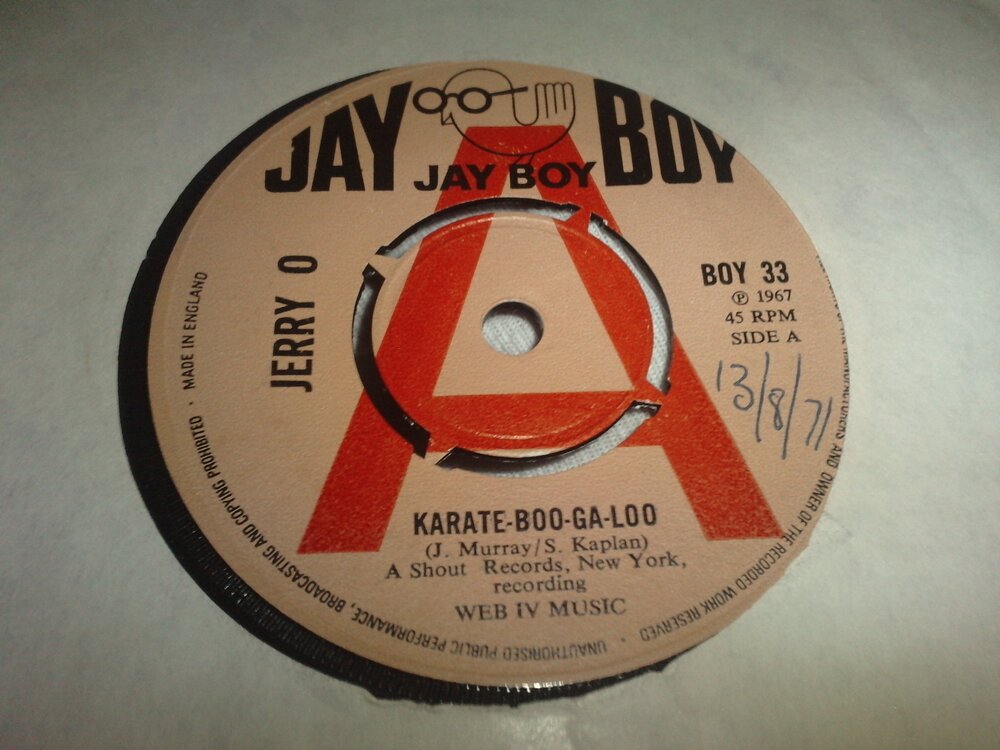 JAY BOY
JAY BOY
JERRY O
BOY 33
℗ 1967
45 RPM
SIDE A
13/8/71
A
KARATE-BOO-GA-LOO
(J. Murray/S. Kaplan)
A Shout Records, New York,
recording
WEB IV MUSIC
MANUFACTURERS AND OWNER OF THE RECORDED WORK RESERVED · UNAUTHORISED PUBLIC PERFORMANCE, BROADCASTING AND COPYING PROHIBITED · MADE IN ENGLAND